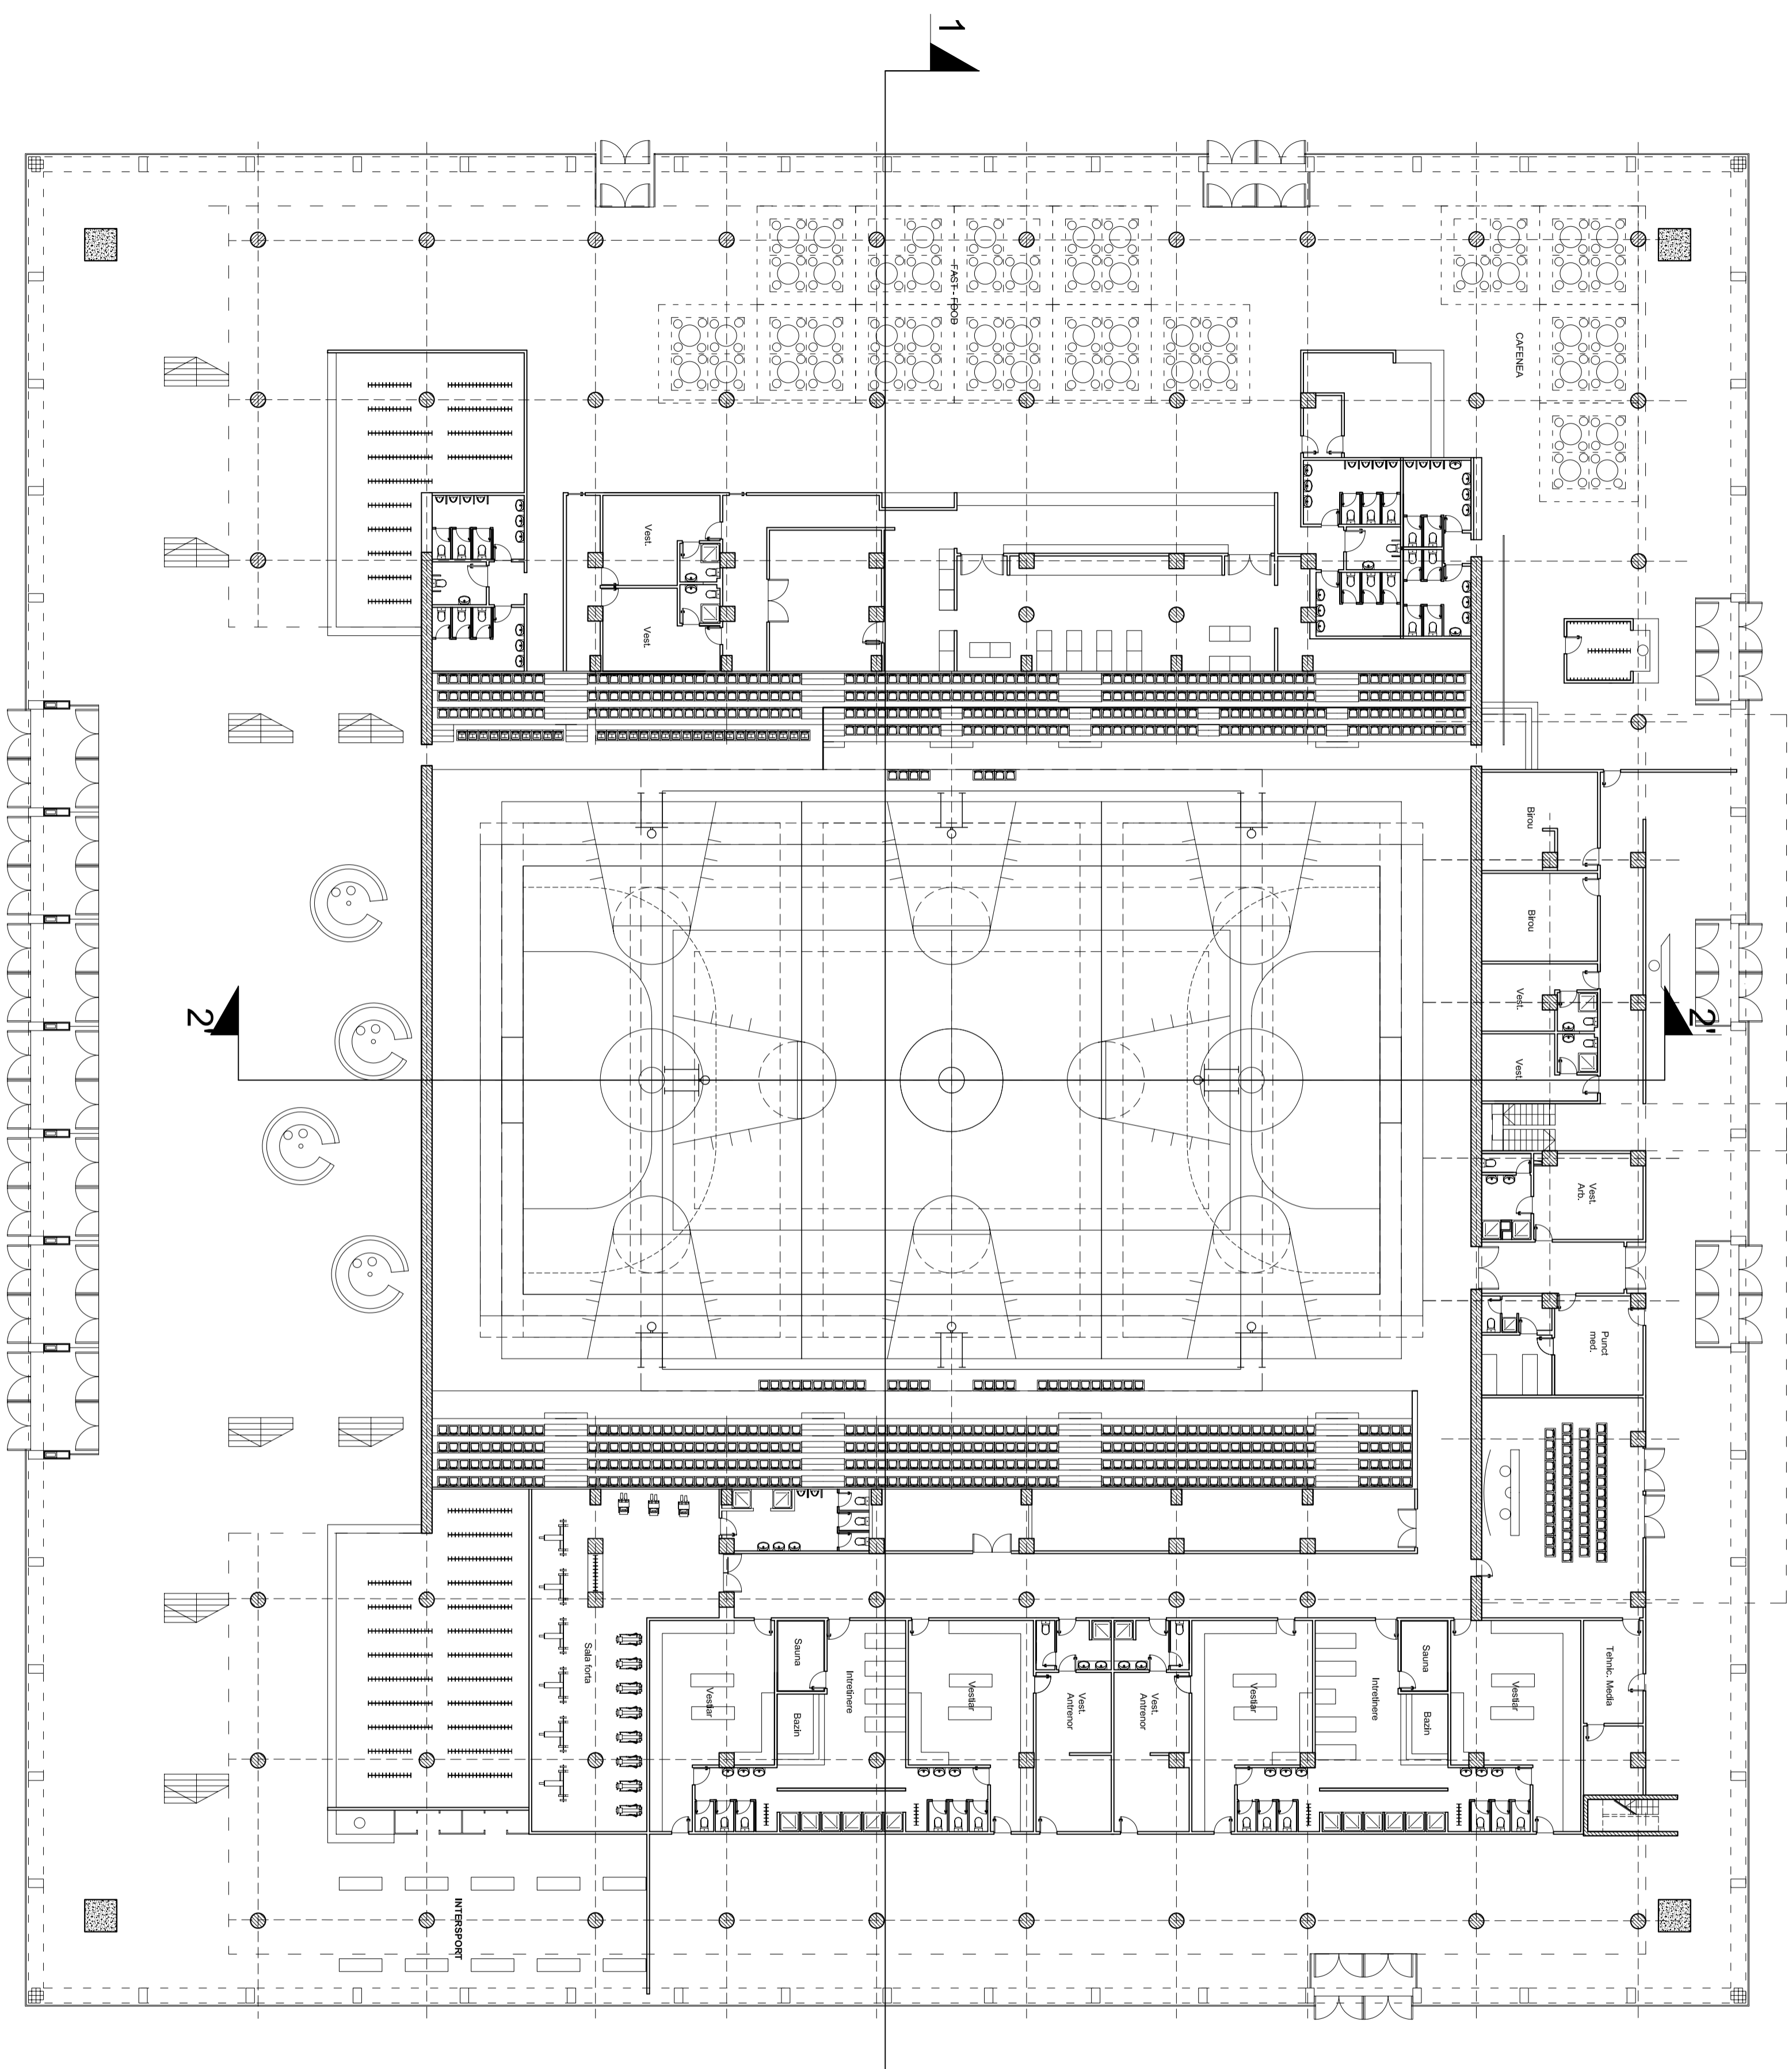 1
FAST - FOOD
CAFENEA
Vest.
Vest.
Birou
Birou
Vest.
Vest.
2'
2'
Vest.
Arb.
Punct
med.
Sala forta
Vestiar
Sauna
Bazin
Intretinere
Vestiar
Vest.
Antrenor
Vest.
Antrenor
Vestiar
Intretinere
Sauna
Bazin
Vestiar
Tehnic. Media
INTERSPORT